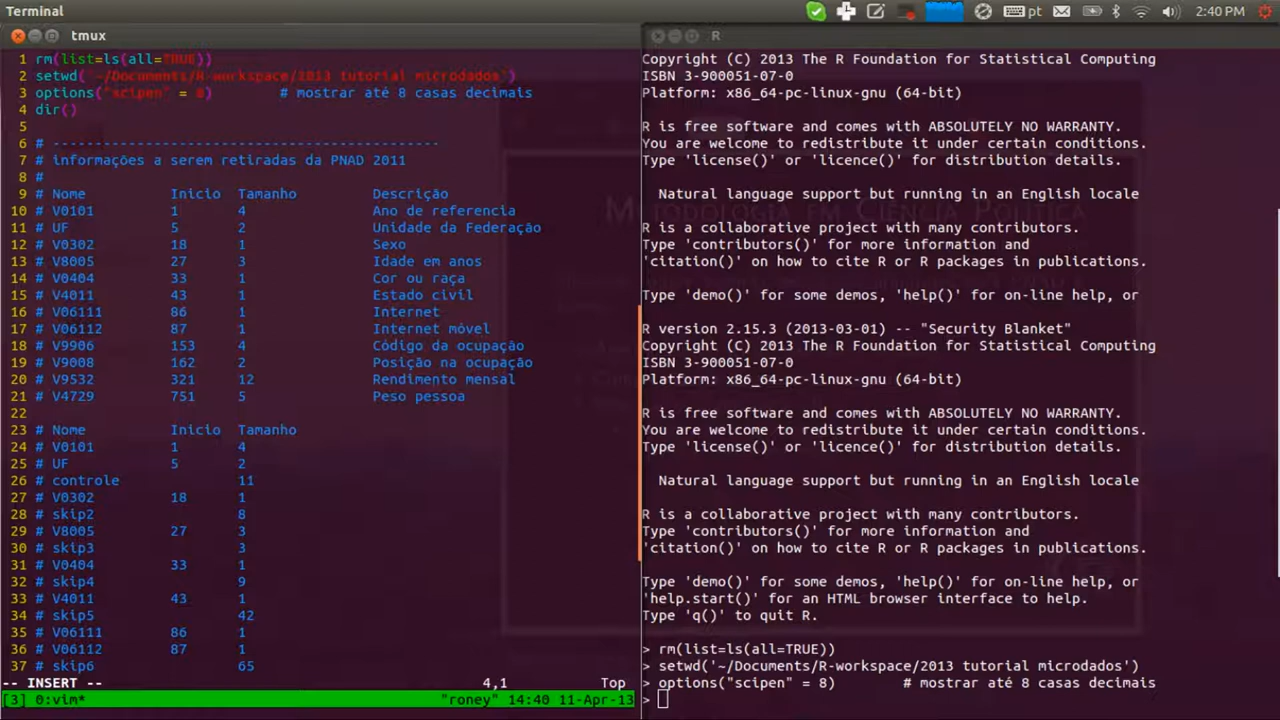 Terminal
pt
2:40 PM
tmux
1 rm(list=ls(all=TRUE))
2 setwd('~/Documents/R-workspace/2013 tutorial microdados')
3 options("scipen" = 8) # mostrar até 8 casas decimais
4 dir()
5
6 # ----------------------------------------------
7 # informações a serem retiradas da PNAD 2011
8 #
9 # Nome Inicio Tamanho Descrição
10 # V0101 1 4 Ano de referencia
11 # UF 5 2 Unidade da Federação
12 # V0302 18 1 Sexo
13 # V8005 27 3 Idade em anos
14 # V0404 33 1 Cor ou raça
15 # V4011 43 1 Estado civil
16 # V06111 86 1 Internet
17 # V06112 87 1 Internet móvel
18 # V9906 153 4 Código da ocupação
19 # V9008 162 2 Posição na ocupação
20 # V9532 321 12 Rendimento mensal
21 # V4729 751 5 Peso pessoa
22
23 # Nome Inicio Tamanho
24 # V0101 1 4
25 # UF 5 2
26 # controle 11
27 # V0302 18 1
28 # skip2 8
29 # V8005 27 3
30 # skip3 3
31 # V0404 33 1
32 # skip4 9
33 # V4011 43 1
34 # skip5 42
35 # V06111 86 1
36 # V06112 87 1
37 # skip6 65
-- INSERT -- 4,1 Top
[3] 0:vim* "roney" 14:40 11-Apr-13
R
Copyright (C) 2013 The R Foundation for Statistical Computing
ISBN 3-900051-07-0
Platform: x86_64-pc-linux-gnu (64-bit)
R is free software and comes with ABSOLUTELY NO WARRANTY.
You are welcome to redistribute it under certain conditions.
Type 'license()' or 'licence()' for distribution details.
Natural language support but running in an English locale
R is a collaborative project with many contributors.
Type 'contributors()' for more information and
'citation()' on how to cite R or R packages in publications.
Type 'demo()' for some demos, 'help()' for on-line help, or
R version 2.15.3 (2013-03-01) -- "Security Blanket"
Copyright (C) 2013 The R Foundation for Statistical Computing
ISBN 3-900051-07-0
Platform: x86_64-pc-linux-gnu (64-bit)
R is free software and comes with ABSOLUTELY NO WARRANTY.
You are welcome to redistribute it under certain conditions.
Type 'license()' or 'licence()' for distribution details.
Natural language support but running in an English locale
R is a collaborative project with many contributors.
Type 'contributors()' for more information and
'citation()' on how to cite R or R packages in publications.
Type 'demo()' for some demos, 'help()' for on-line help, or
'help.start()' for an HTML browser interface to help.
Type 'q()' to quit R.
> rm(list=ls(all=TRUE))
> setwd('~/Documents/R-workspace/2013 tutorial microdados')
> options("scipen" = 8) # mostrar até 8 casas decimais
>